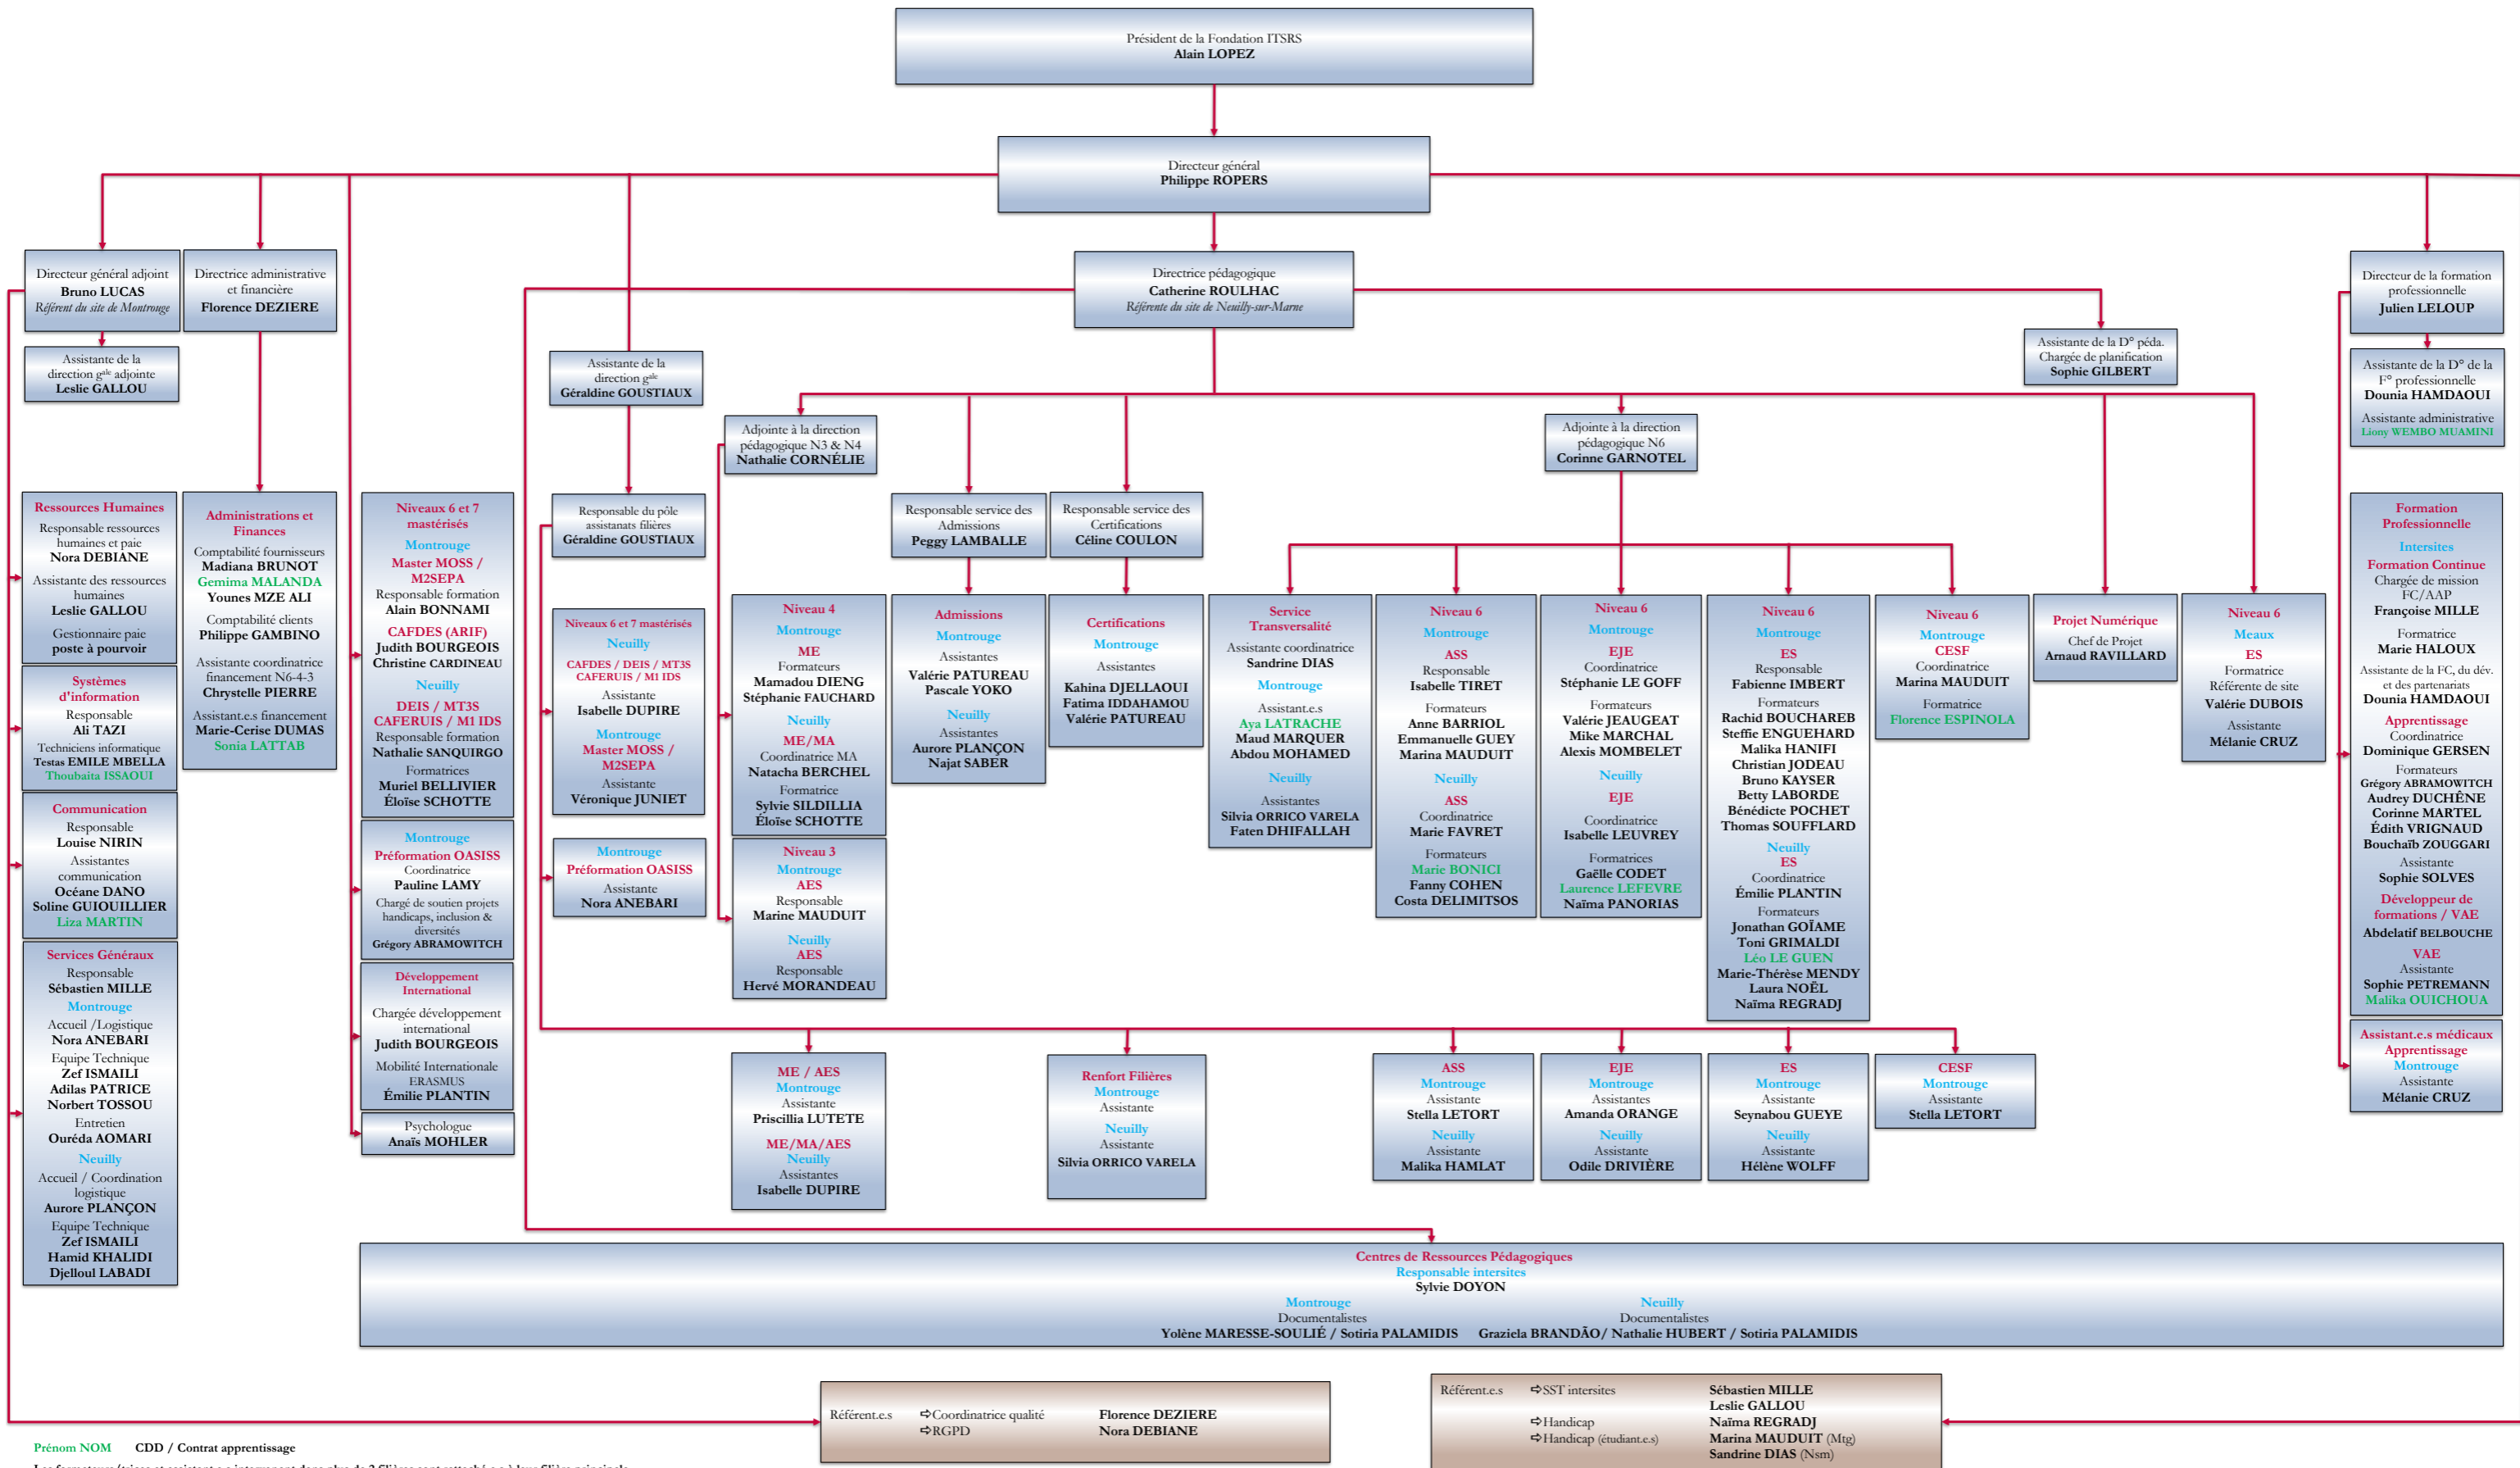 Président de la Fondation ITSRS
Alain LOPEZ
Directeur général
Philippe ROPERS
Directeur général adjoint
Bruno LUCAS
Référent du site de Montrouge
Directrice administrative
et financière
Florence DEZIERE
Directrice pédagogique
Catherine ROULHAC
Référente du site de Neuilly-sur-Marne
Directeur de la formation
professionnelle
Julien LELOUP
Assistante de la
direction gale adjointe
Leslie GALLOU
Assistante de la
direction gale
Géraldine GOUSTIAUX
Assistante de la D° péda.
Chargée de planification
Sophie GILBERT
Assistante de la D° de la
F° professionnelle
Dounia HAMDAOUI
Assistante administrative
Liony WEMBO MUAMINI
Adjointe à la direction
pédagogique N3 & N4
Nathalie CORNÉLIE
Adjointe à la direction
pédagogique N6
Corinne GARNOTEL
Ressources Humaines
Responsable ressources
humaines et paie
Nora DEBIANE
Assistante des ressources
humaines
Leslie GALLOU
Gestionnaire paie
poste à pourvoir
Systèmes
d'information
Responsable
Ali TAZI
Techniciens informatique
Testas EMILE MBELLA
Thoubaita ISSAOUI
Communication
Responsable
Louise NIRIN
Assistantes
communication
Océane DANO
Soline GUIOUILLIER
Liza MARTIN
Services Généraux
Responsable
Sébastien MILLE
Montrouge
Accueil /Logistique
Nora ANEBARI
Equipe Technique
Zef ISMAILI
Adilas PATRICE
Norbert TOSSOU
Entretien
Ouréda AOMARI
Neuilly
Accueil / Coordination
logistique
Aurore PLANÇON
Equipe Technique
Zef ISMAILI
Hamid KHALIDI
Djelloul LABADI
Administrations et
Finances
Comptabilité fournisseurs
Madiana BRUNOT
Gemima MALANDA
Younes MZE ALI
Comptabilité clients
Philippe GAMBINO
Assistante coordinatrice
financement N6-4-3
Chrystelle PIERRE
Assistant.e.s financement
Marie-Cerise DUMAS
Sonia LATTAB
Niveaux 6 et 7
mastérisés
Montrouge
Master MOSS /
M2SEPA
Responsable formation
Alain BONNAMI
CAFDES (ARIF)
Judith BOURGEOIS
Christine CARDINEAU
Neuilly
DEIS / MT3S
CAFERUIS / M1 IDS
Responsable formation
Nathalie SANQUIRGO
Formatrices
Muriel BELLIVIER
Éloïse SCHOTTE
Montrouge
Préformation OASISS
Coordinatrice
Pauline LAMY
Chargé de soutien projets
handicaps, inclusion &
diversités
Grégory ABRAMOWITCH
Développement
International
Chargée développement
international
Judith BOURGEOIS
Mobilité Internationale
ERASMUS
Émilie PLANTIN
Psychologue
Anaïs MOHLER
Responsable du pôle
assistanats filières
Géraldine GOUSTIAUX
Niveaux 6 et 7 mastérisés
Neuilly
CAFDES / DEIS / MT3S
CAFERUIS / M1 IDS
Assistante
Isabelle DUPIRE
Montrouge
Master MOSS /
M2SEPA
Assistante
Véronique JUNIET
Montrouge
Préformation OASISS
Assistante
Nora ANEBARI
Niveau 4
Montrouge
ME
Formateurs
Mamadou DIENG
Stéphanie FAUCHARD
Neuilly
ME/MA
Coordinatrice MA
Natacha BERCHEL
Formatrice
Sylvie SILDILLIA
Éloïse SCHOTTE
Niveau 3
Montrouge
AES
Responsable
Marine MAUDUIT
Neuilly
AES
Responsable
Hervé MORANDEAU
Responsable service des
Admissions
Peggy LAMBALLE
Admissions
Montrouge
Assistantes
Valérie PATUREAU
Pascale YOKO
Neuilly
Assistantes
Aurore PLANÇON
Najat SABER
Responsable service des
Certifications
Céline COULON
Certifications
Montrouge
Assistantes
Kahina DJELLAOUI
Fatima IDDAHAMOU
Valérie PATUREAU
Service
Transversalité
Assistante coordinatrice
Sandrine DIAS
Montrouge
Assistant.e.s
Aya LATRACHE
Maud MARQUER
Abdou MOHAMED
Neuilly
Assistantes
Silvia ORRICO VARELA
Faten DHIFALLAH
Niveau 6
Montrouge
ASS
Responsable
Isabelle TIRET
Formateurs
Anne BARRIOL
Emmanuelle GUEY
Marina MAUDUIT
Neuilly
ASS
Coordinatrice
Marie FAVRET
Formateurs
Marie BONICI
Fanny COHEN
Costa DELIMITSOS
Niveau 6
Montrouge
EJE
Coordinatrice
Stéphanie LE GOFF
Formateurs
Valérie JEAUGEAT
Mike MARCHAL
Alexis MOMBELET
Neuilly
EJE
Coordinatrice
Isabelle LEUVREY
Formatrices
Gaëlle CODET
Laurence LEFEVRE
Naïma PANORIAS
Niveau 6
Montrouge
ES
Responsable
Fabienne IMBERT
Formateurs
Rachid BOUCHAREB
Steffie ENGUEHARD
Malika HANIFI
Christian JODEAU
Bruno KAYSER
Betty LABORDE
Bénédicte POCHET
Thomas SOUFFLARD
Neuilly
ES
Coordinatrice
Émilie PLANTIN
Formateurs
Jonathan GOÏAME
Toni GRIMALDI
Léo LE GUEN
Marie-Thérèse MENDY
Laura NOËL
Naïma REGRADJ
Niveau 6
Montrouge
CESF
Coordinatrice
Marina MAUDUIT
Formatrice
Florence ESPINOLA
Projet Numérique
Chef de Projet
Arnaud RAVILLARD
Niveau 6
Meaux
ES
Formatrice
Référente de site
Valérie DUBOIS
Assistante
Mélanie CRUZ
Formation
Professionnelle
Intersites
Formation Continue
Chargée de mission
FC/AAP
Françoise MILLE
Formatrice
Marie HALOUX
Assistante de la FC, du dév.
et des partenariats
Dounia HAMDAOUI
Apprentissage
Coordinatrice
Dominique GERSEN
Formateurs
Grégory ABRAMOWITCH
Audrey DUCHÊNE
Corinne MARTEL
Édith VRIGNAUD
Bouchaïb ZOUGGARI
Assistante
Sophie SOLVES
Développeur de
formations / VAE
Abdelatif BELBOUCHE
VAE
Assistante
Sophie PETREMANN
Malika OUICHOUA
Assistant.e.s médicaux
Apprentissage
Montrouge
Assistante
Mélanie CRUZ
ME / AES
Montrouge
Assistante
Priscillia LUTETE
ME/MA/AES
Neuilly
Assistantes
Isabelle DUPIRE
Renfort Filières
Montrouge
Assistante
Neuilly
Assistante
Silvia ORRICO VARELA
ASS
Montrouge
Assistante
Stella LETORT
Neuilly
Assistante
Malika HAMLAT
EJE
Montrouge
Assistantes
Amanda ORANGE
Neuilly
Assistante
Odile DRIVIÈRE
ES
Montrouge
Assistante
Seynabou GUEYE
Neuilly
Assistante
Hélène WOLFF
CESF
Montrouge
Assistante
Stella LETORT
Centres de Ressources Pédagogiques
Responsable intersites
Sylvie DOYON
Montrouge Neuilly
Documentalistes Documentalistes
Yolène MARESSE-SOULIÉ / Sotiria PALAMIDIS Graziela BRANDÃO/ Nathalie HUBERT / Sotiria PALAMIDIS
Référent.e.s ⇨Coordinatrice qualité Florence DEZIERE
⇨RGPD Nora DEBIANE
Référent.e.s ⇨SST intersites Sébastien MILLE
Leslie GALLOU
⇨Handicap Naïma REGRADJ
⇨Handicap (étudiant.e.s) Marina MAUDUIT (Mtg)
Sandrine DIAS (Nsm)
Prénom NOM CDD / Contrat apprentissage